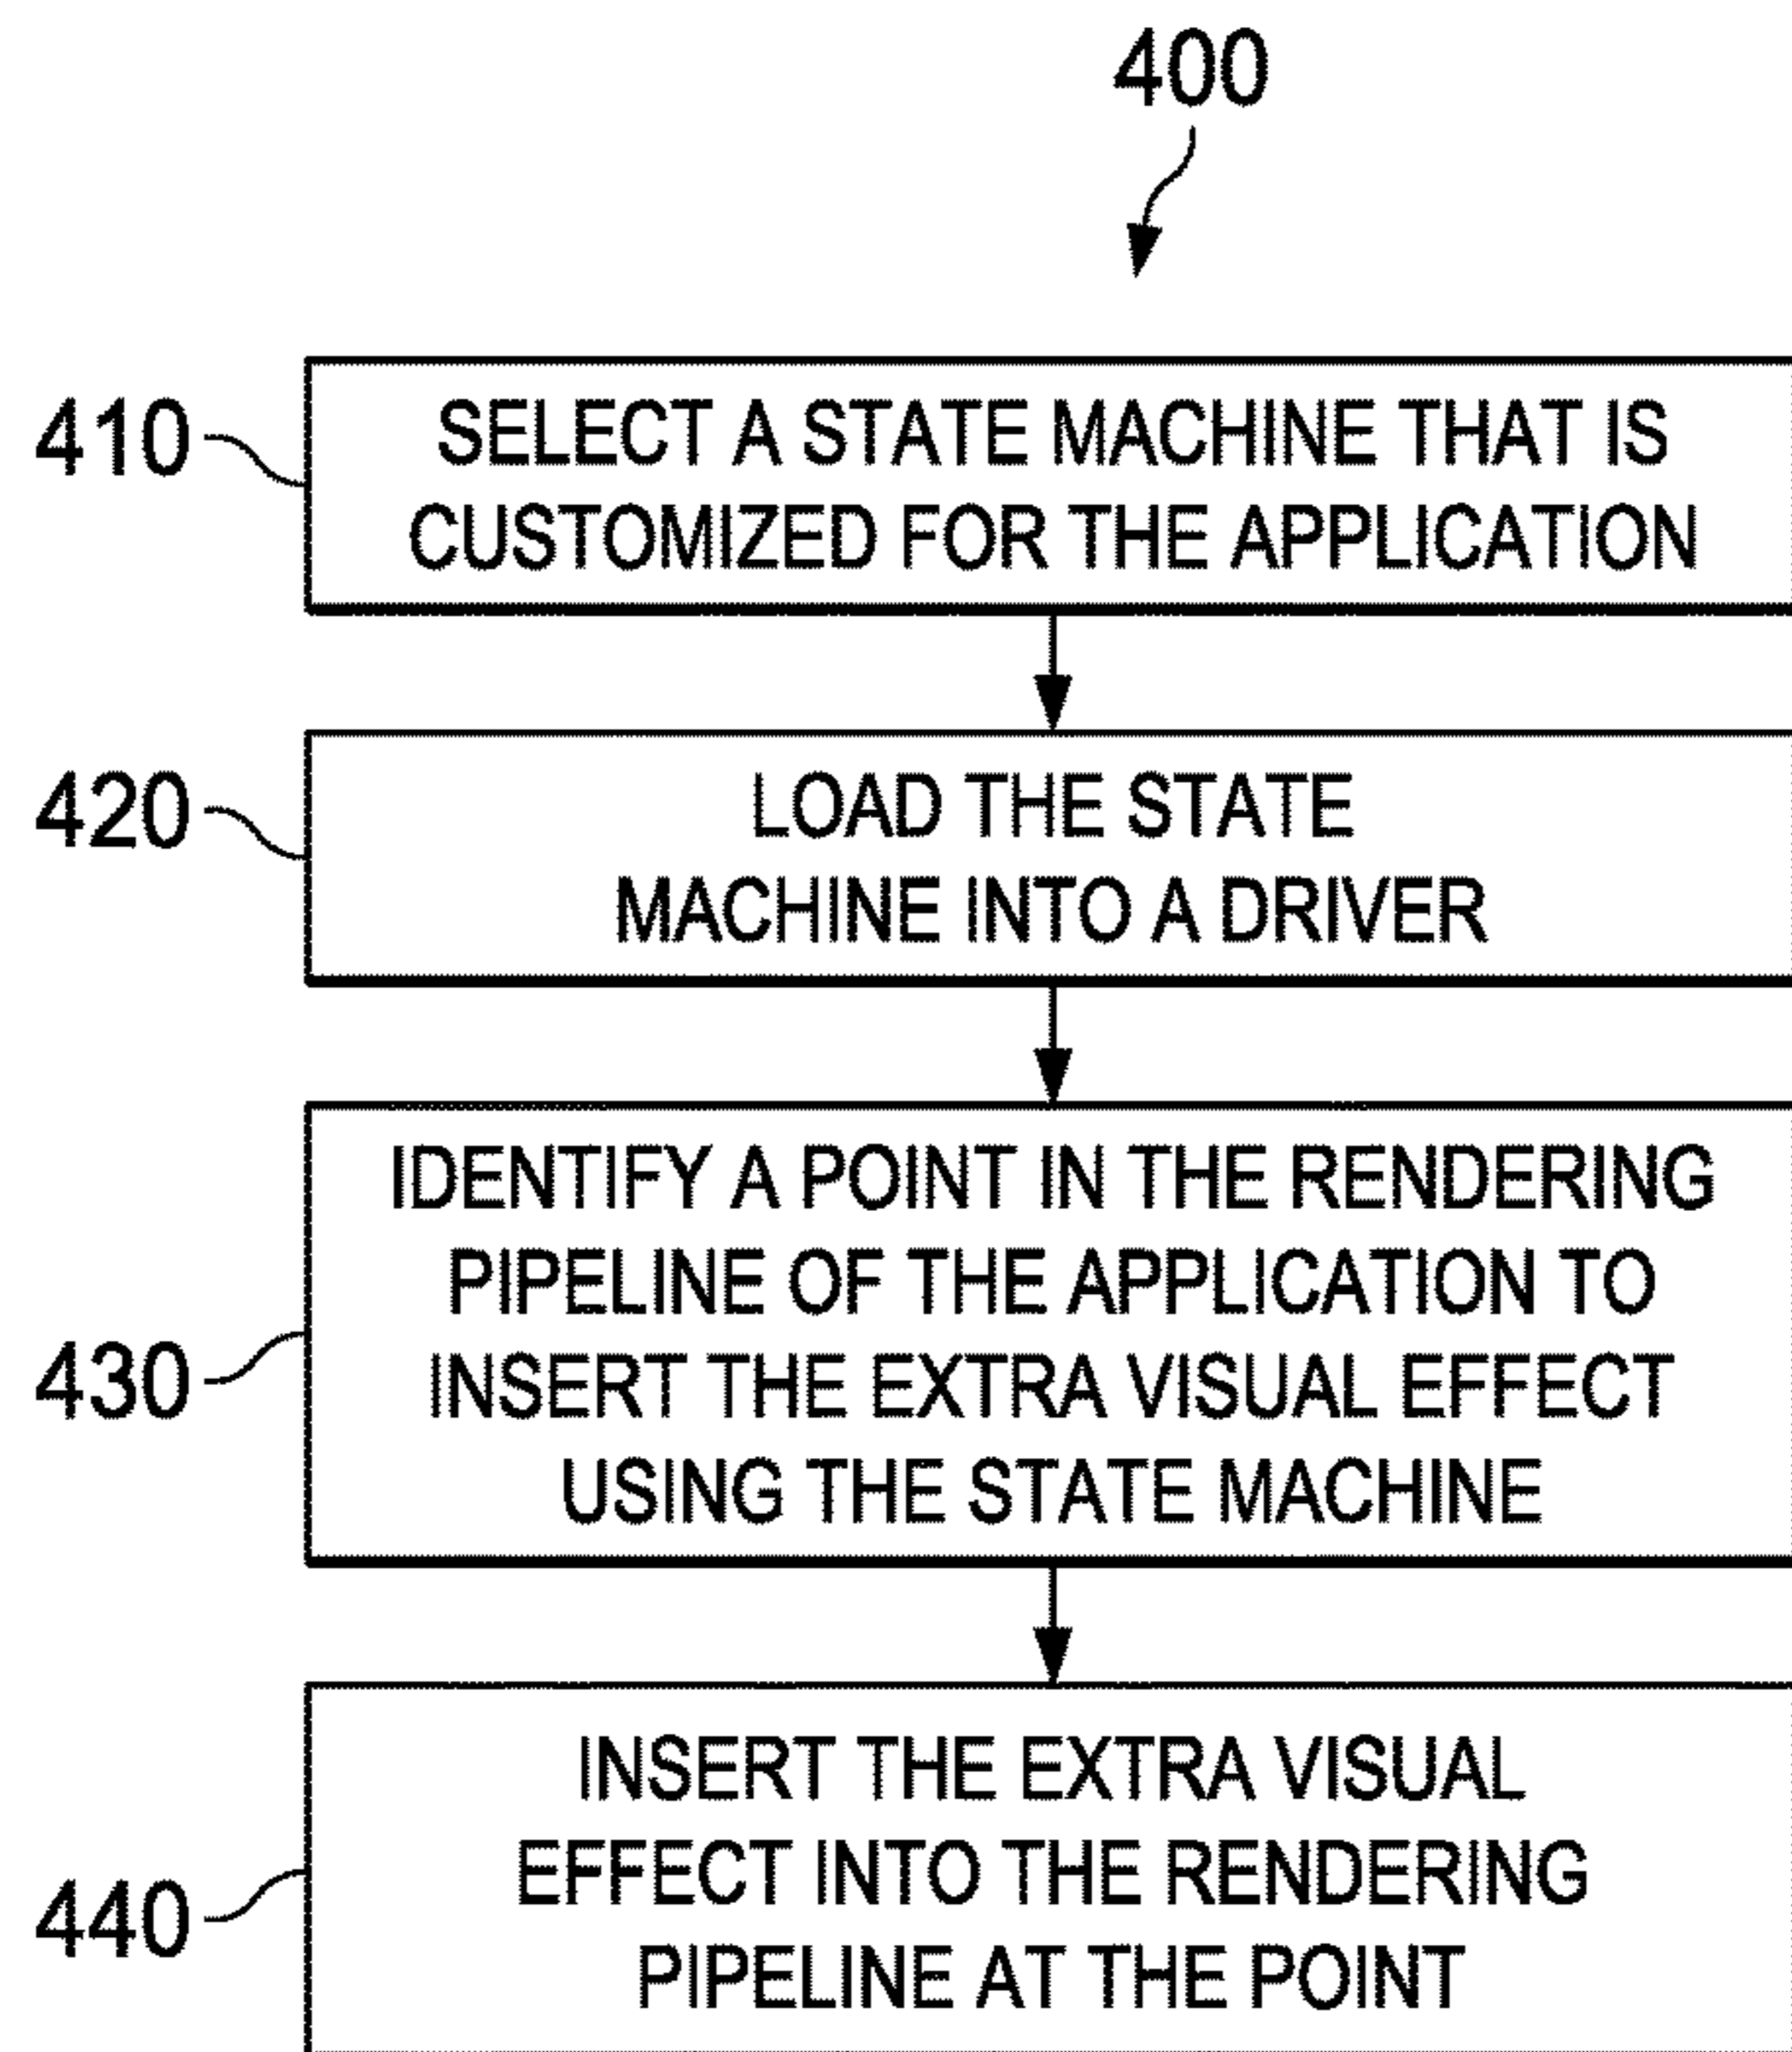 400
410
SELECT A STATE MACHINE THAT IS
CUSTOMIZED FOR THE APPLICATION
420
LOAD THE STATE
MACHINE INTO A DRIVER
430
IDENTIFY A POINT IN THE RENDERING
PIPELINE OF THE APPLICATION TO
INSERT THE EXTRA VISUAL EFFECT
USING THE STATE MACHINE
440
INSERT THE EXTRA VISUAL
EFFECT INTO THE RENDERING
PIPELINE AT THE POINT